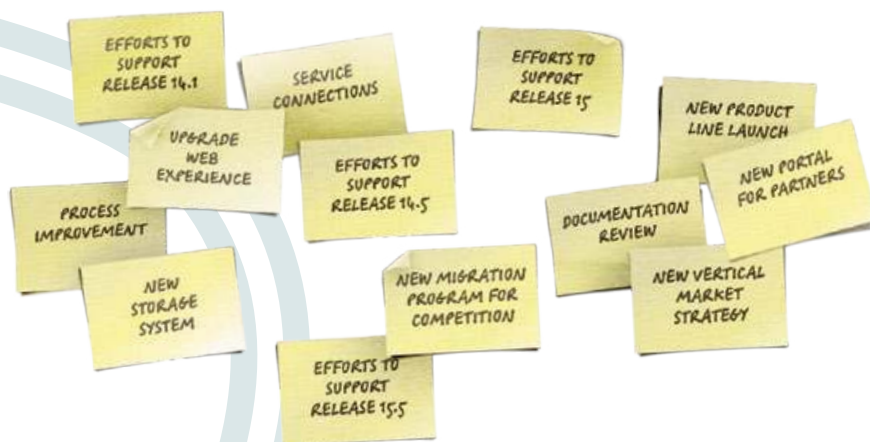 EFFORTS TO
SUPPORT
RELEASE 14.1
SERVICE
CONNECTIONS
EFFORTS TO
SUPPORT
RELEASE 15
NEW PRODUCT
LINE LAUNCH
UPGRADE
WEB
EXPERIENCE
EFFORTS TO
SUPPORT
RELEASE 14.5
NEW PORTAL
FOR PARTNERS
PROCESS
IMPROVEMENT
DOCUMENTATION
REVIEW
NEW
STORAGE
SYSTEM
NEW MIGRATION
PROGRAM FOR
COMPETITION
NEW VERTICAL
MARKET
STRATEGY
EFFORTS TO
SUPPORT
RELEASE 15.5